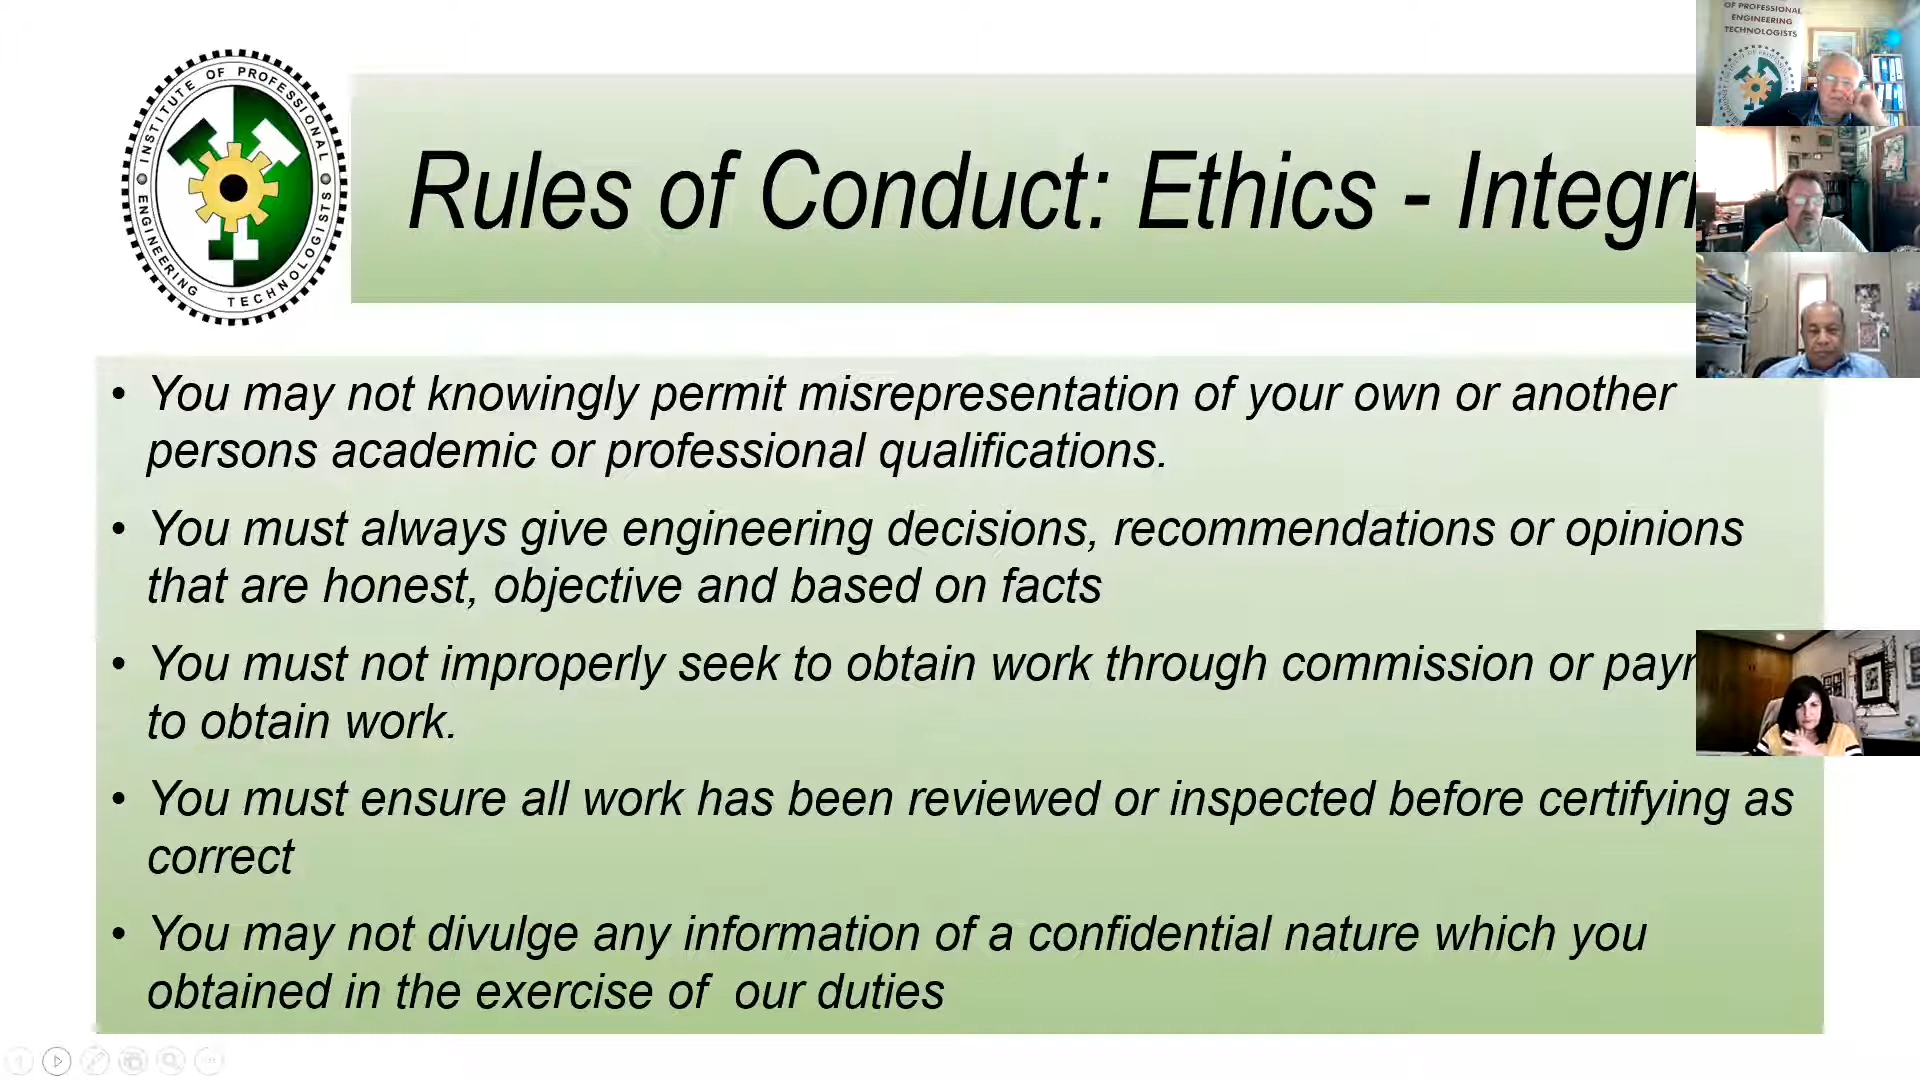 INSTITUTE OF PROFESSIONAL
ENGINEERING TECHNOLOGISTS
Rules of Conduct: Ethics - Integri
• You may not knowingly permit misrepresentation of your own or another
persons academic or professional qualifications.
• You must always give engineering decisions, recommendations or opinions
that are honest, objective and based on facts
• You must not improperly seek to obtain work through commission or payr
to obtain work.
• You must ensure all work has been reviewed or inspected before certifying as
correct
• You may not divulge any information of a confidential nature which you
obtained in the exercise of  our duties
OF PROFESSIONAL
ENGINEERING
TECHNOLOGISTS